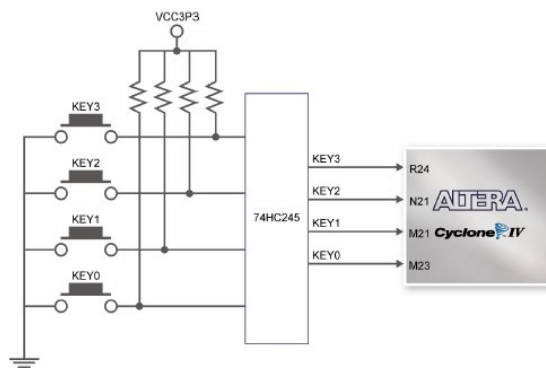 VCC3P3
KEY3
KEY2
KEY1
KEY0
74HC245
KEY3
KEY2
KEY1
KEY0
R24
N21
M21
M23
ALTERA.
Cyclone IV